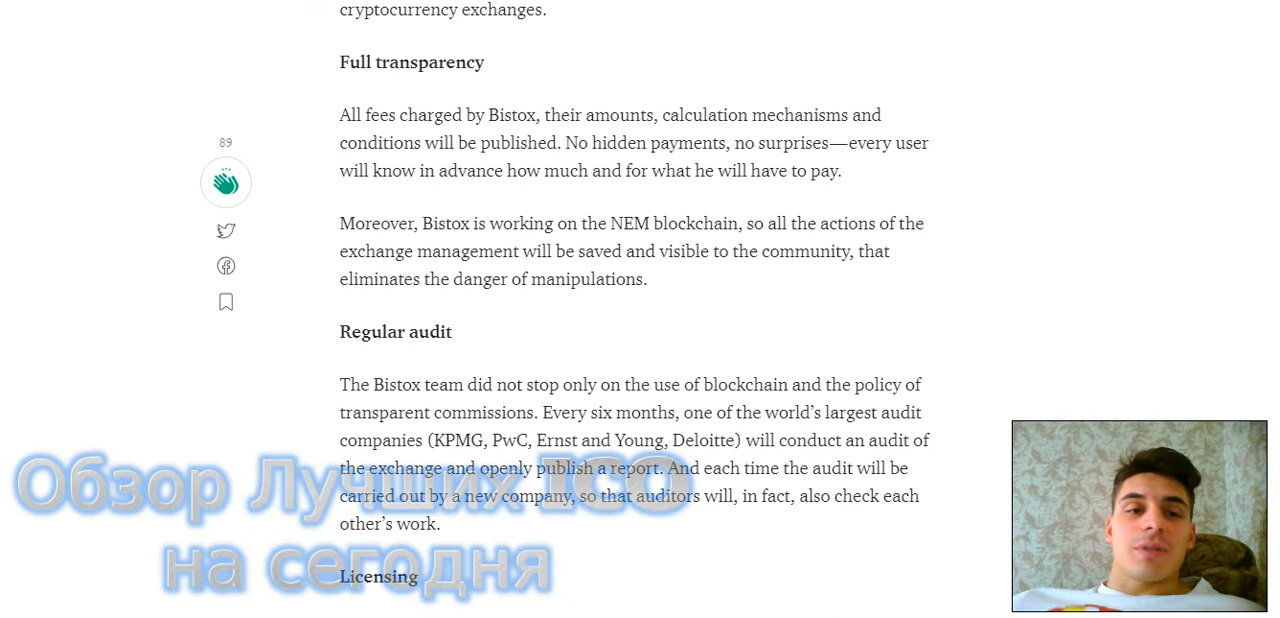 cryptocurrency exchanges.
Full transparency
All fees charged by Bistox, their amounts, calculation mechanisms and
conditions will be published. No hidden payments, no surprises—every user
will know in advance how much and for what he will have to pay.
89
Moreover, Bistox is working on the NEM blockchain, so all the actions of the
exchange management will be saved and visible to the community, that
eliminates the danger of manipulations.
Regular audit
The Bistox team did not stop only on the use of blockchain and the policy of
transparent commissions. Every six months, one of the world’s largest audit
companies (KPMG, PwC, Ernst and Young, Deloitte) will conduct an audit of
the exchange and openly publish a report. And each time the audit will be
carried out by a new company, so that auditors will, in fact, also check each
other’s work.
Licensing
Обзор Лучших ICO
на сегодня